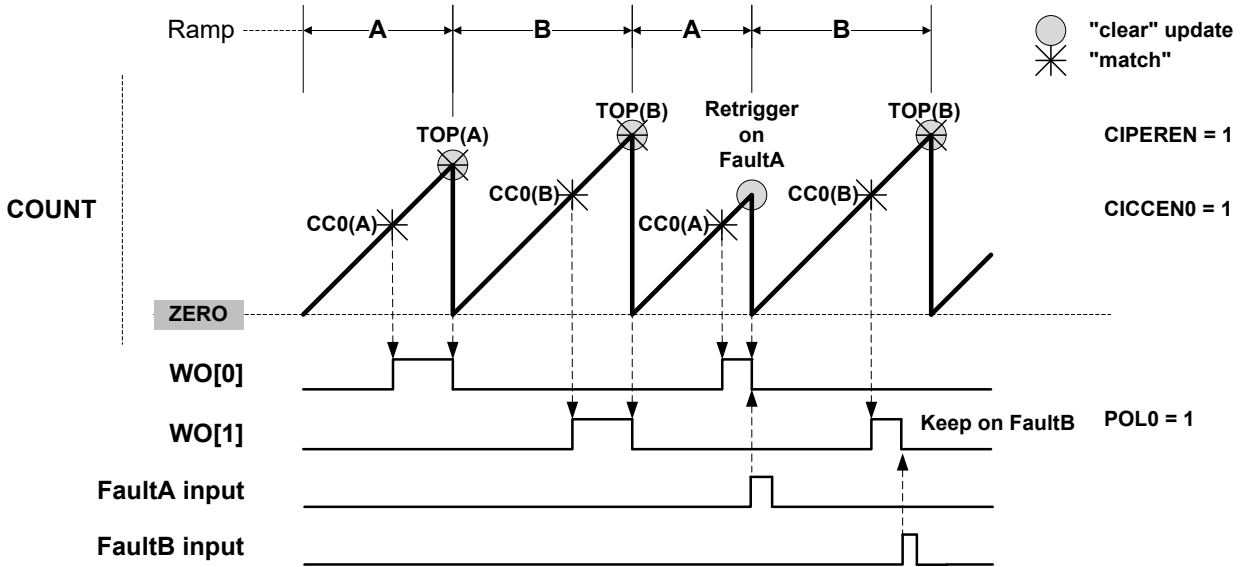 Ramp
A
B
A
B
"clear" update
"match"
TOP(A)
TOP(B)
Retrigger
on
FaultA
TOP(B)
CIPEREN = 1
COUNT
CC0(A)
CC0(B)
CC0(A)
CC0(B)
CICCEN0 = 1
ZERO
WO[0]
WO[1]
Keep on FaultB
POL0 = 1
FaultA input
FaultB input